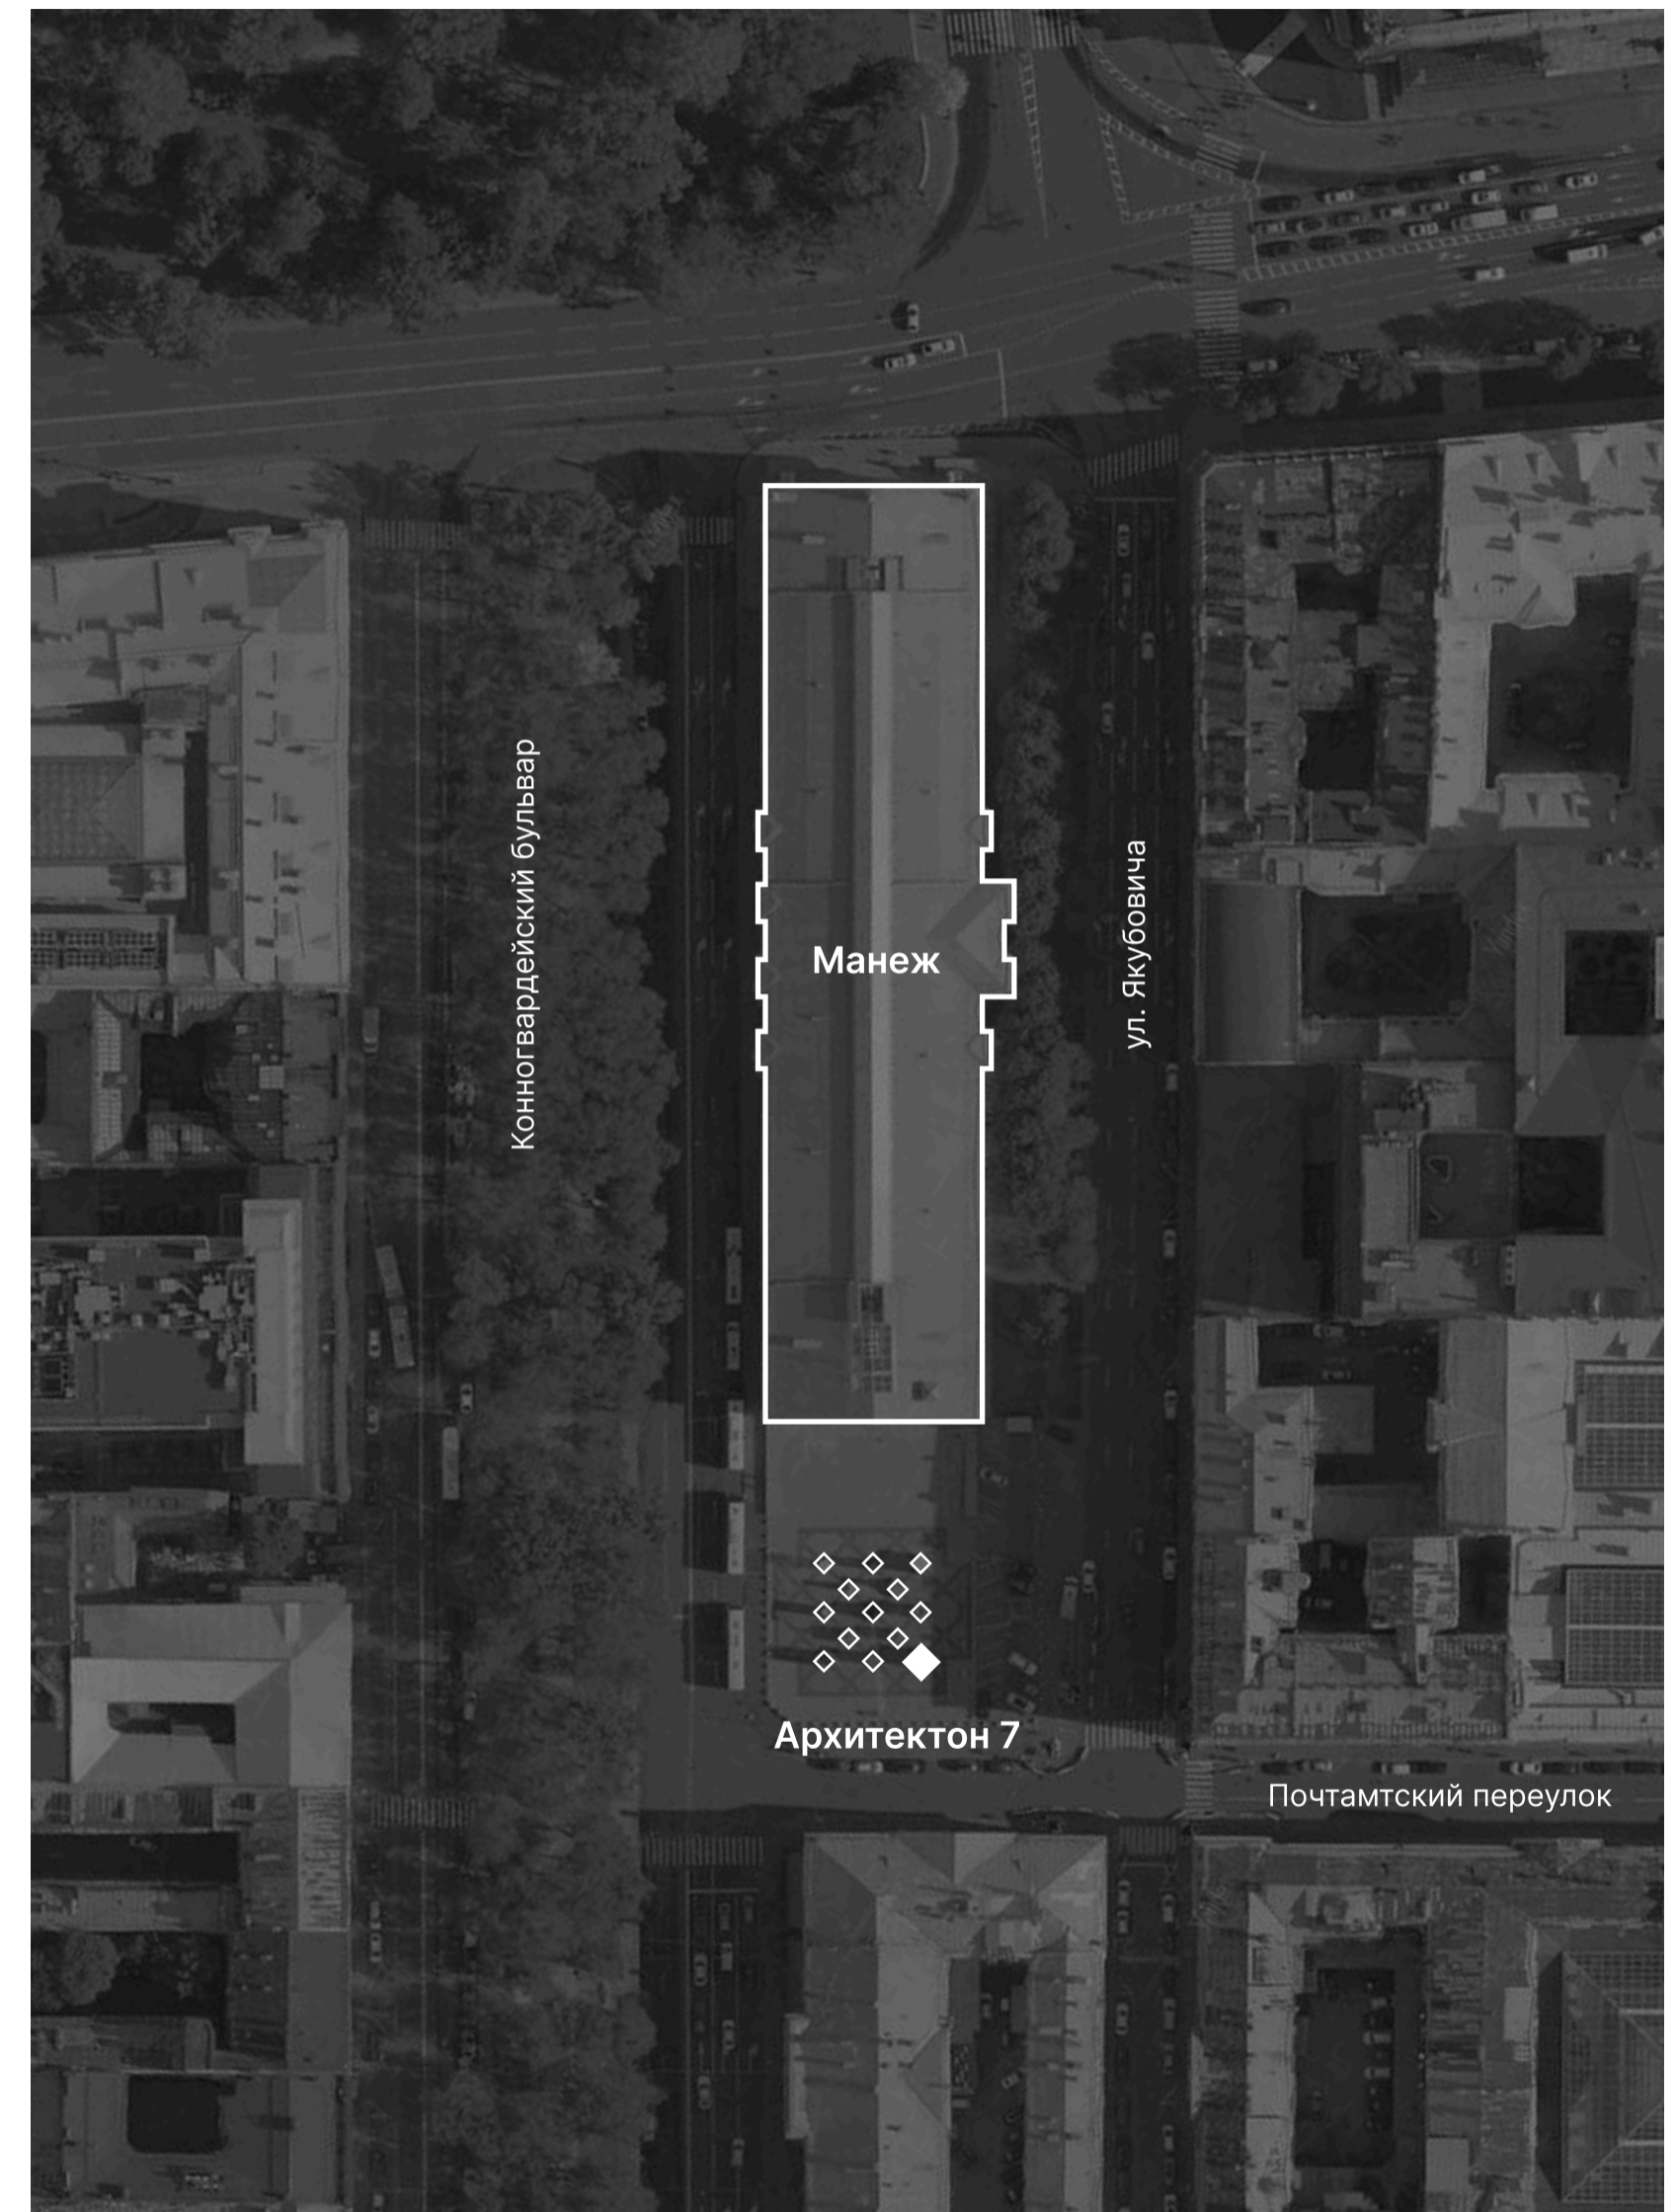 Конногвардейский бульвар
Манеж
ул. Якубовича
Архитектон 7
Почтамтский переулок